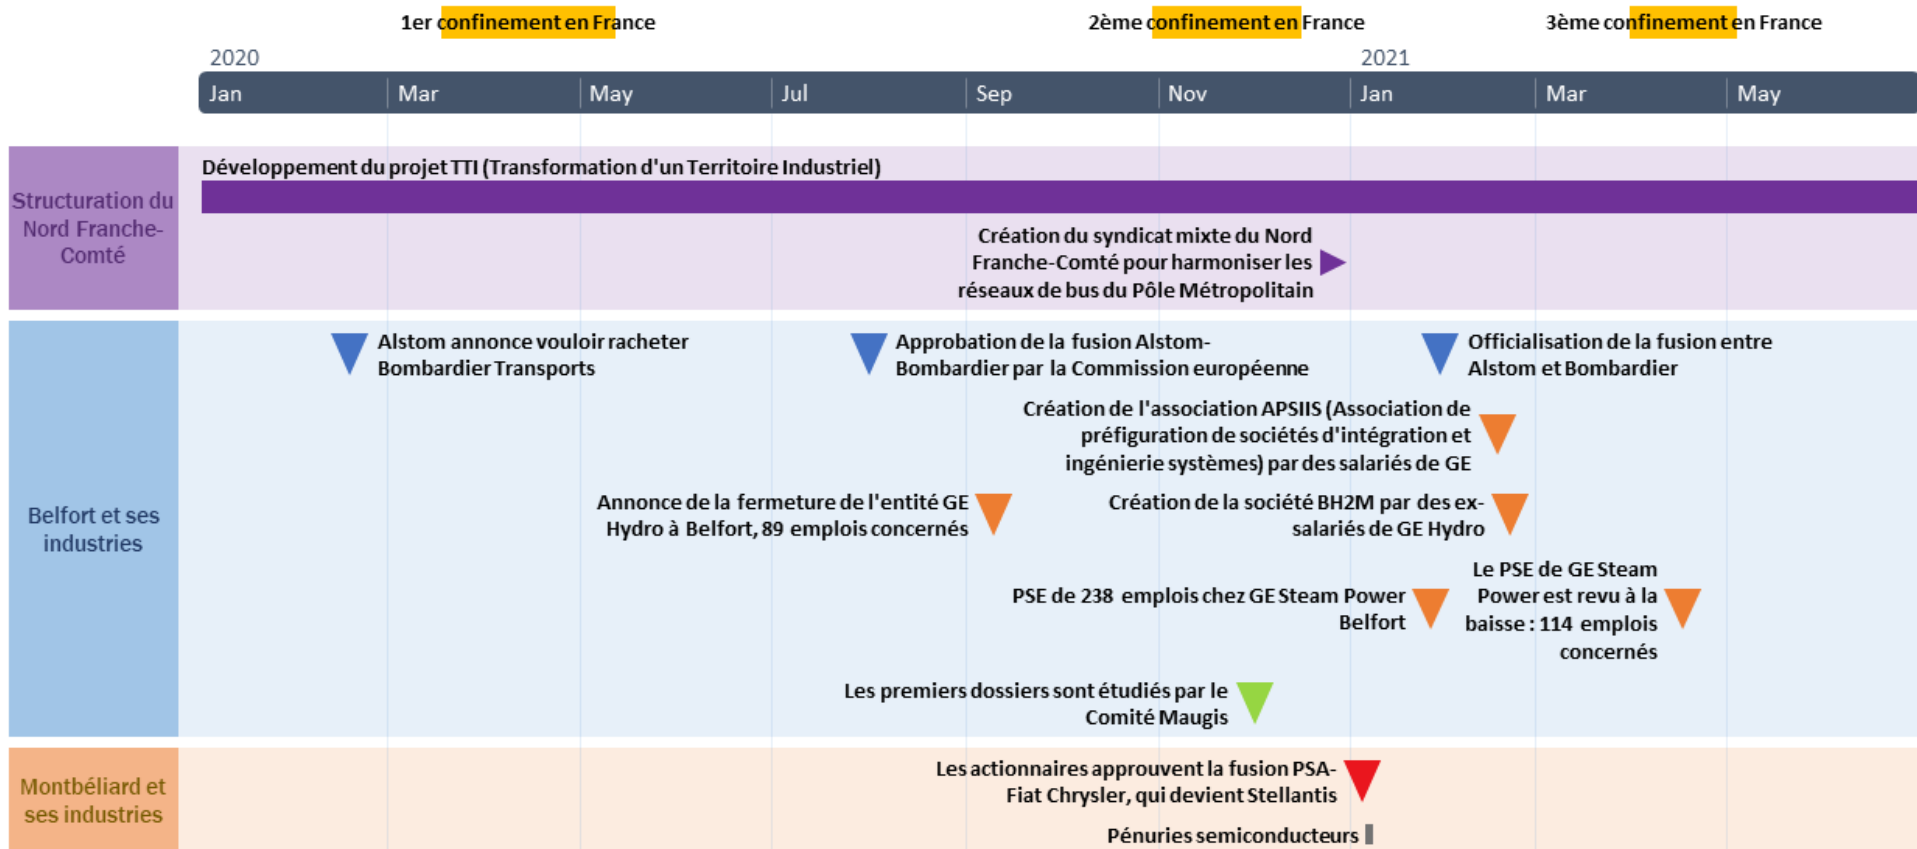 1er confinement en France
2ème confinement en France
3ème confinement en France
2020
2021
Jan
Mar
May
Jul
Sep
Nov
Jan
Mar
May
Structuration du
Nord Franche-
Comté
Développement du projet TTI (Transformation d'un Territoire Industriel)
Création du syndicat mixte du Nord
Franche-Comté pour harmoniser les
réseaux de bus du Pôle Métropolitain
Belfort et ses
industries
Alstom annonce vouloir racheter
Bombardier Transports
Approbation de la fusion Alstom-
Bombardier par la Commission européenne
Officialisation de la fusion entre
Alstom et Bombardier
Création de l'association APSIIS (Association de
préfiguration de sociétés d'intégration et
ingénierie systèmes) par des salariés de GE
Annonce de la fermeture de l'entité GE
Hydro à Belfort, 89 emplois concernés
Création de la société BH2M par des ex-
salariés de GE Hydro
PSE de 238 emplois chez GE Steam Power
Belfort
Le PSE de GE Steam
Power est revu à la
baisse : 114 emplois
concernés
Les premiers dossiers sont étudiés par le
Comité Maugis
Montbéliard et
ses industries
Les actionnaires approuvent la fusion PSA-
Fiat Chrysler, qui devient Stellantis
Pénuries semiconducteurs